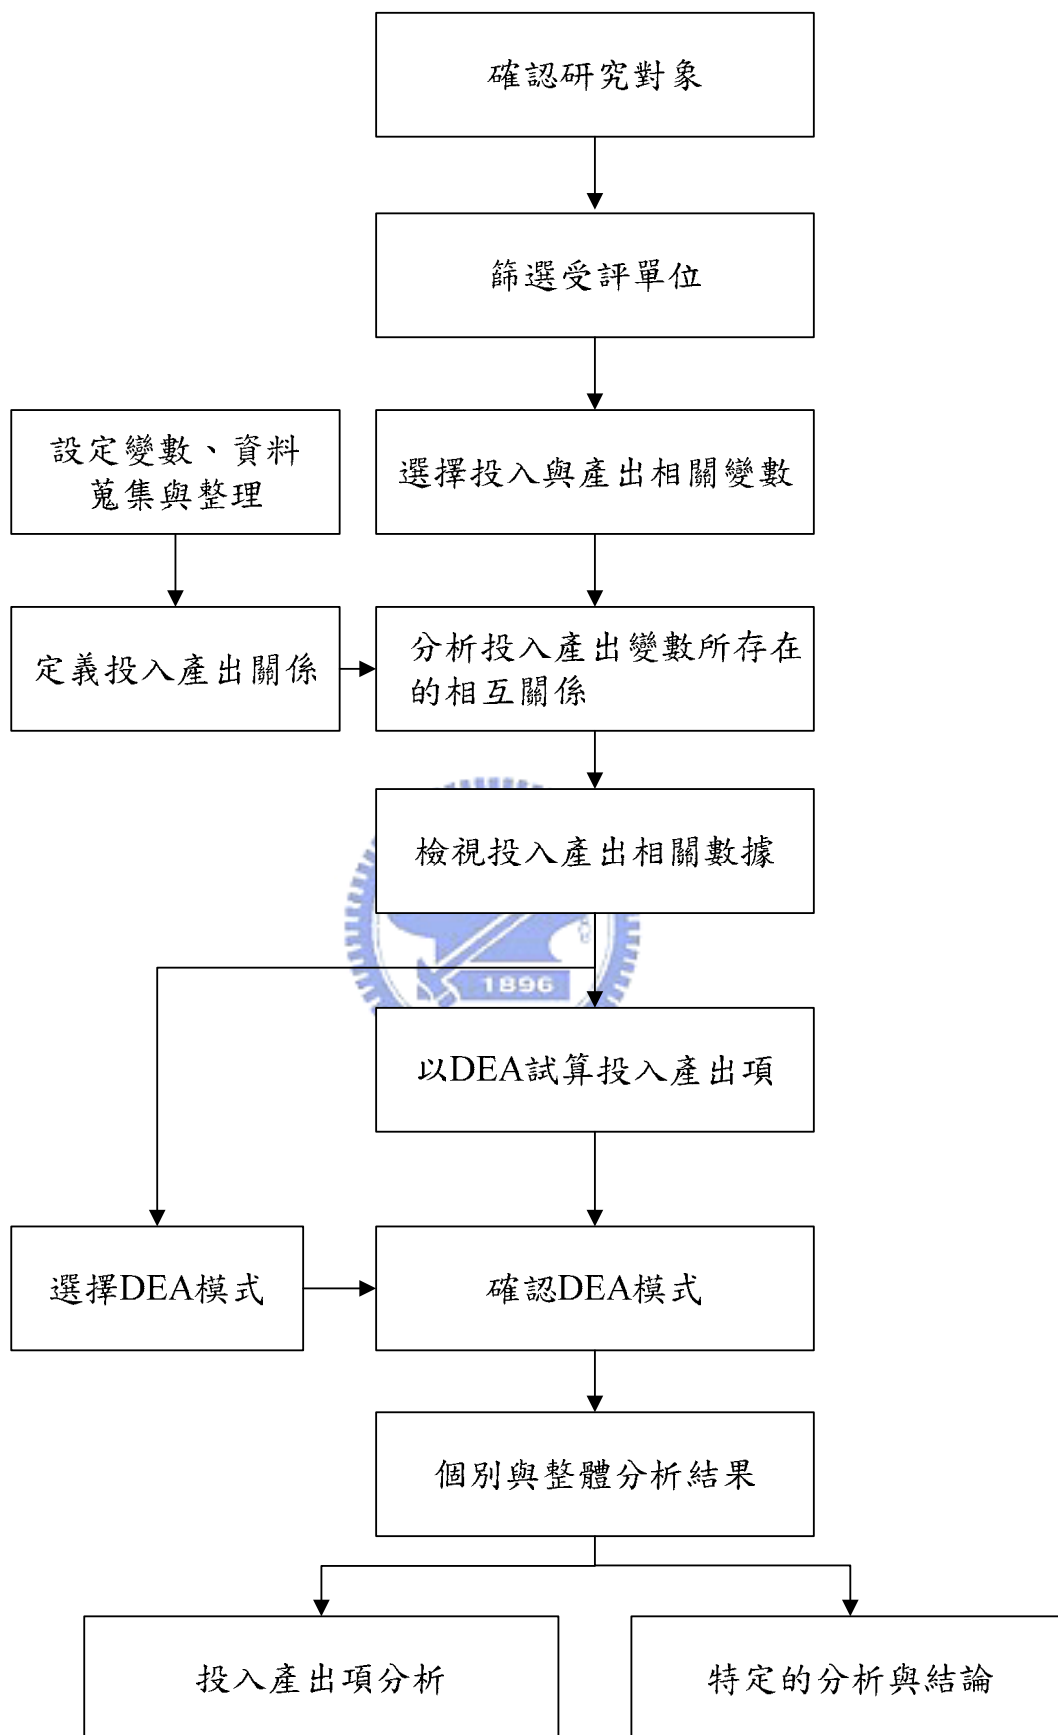 確認研究對象
篩選受評單位
設定變數、資料
蒐集與整理
選擇投入與產出相關變數
定義投入產出關係
分析投入產出變數所存在
的相互關係
檢視投入產出相關數據
1896
以DEA試算投入產出項
選擇DEA模式
確認DEA模式
個別與整體分析結果
投入產出項分析
特定的分析與結論